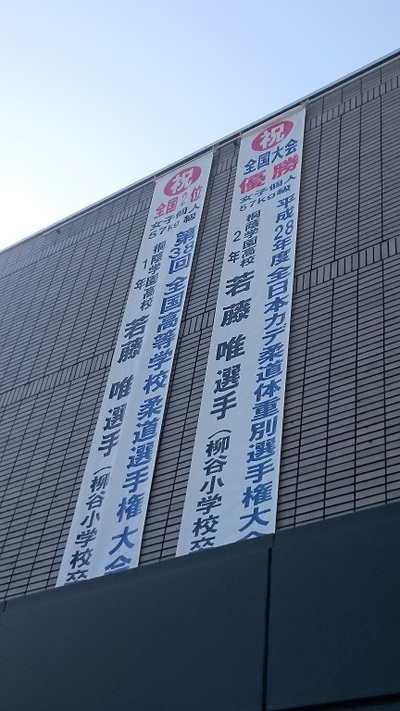 祝
全国大会
優勝
女子個人
57kg級
平成28年度全日本カデ柔道体重別選手権大会
桐蔭学園高校
2年
若藤唯選手(柳谷小学校卒
祝
全国
位
女子個人
57kg級
第38回全国高等学校柔道選手権大会
桐蔭学園高校
1年
若藤唯選手(柳谷小学校卒